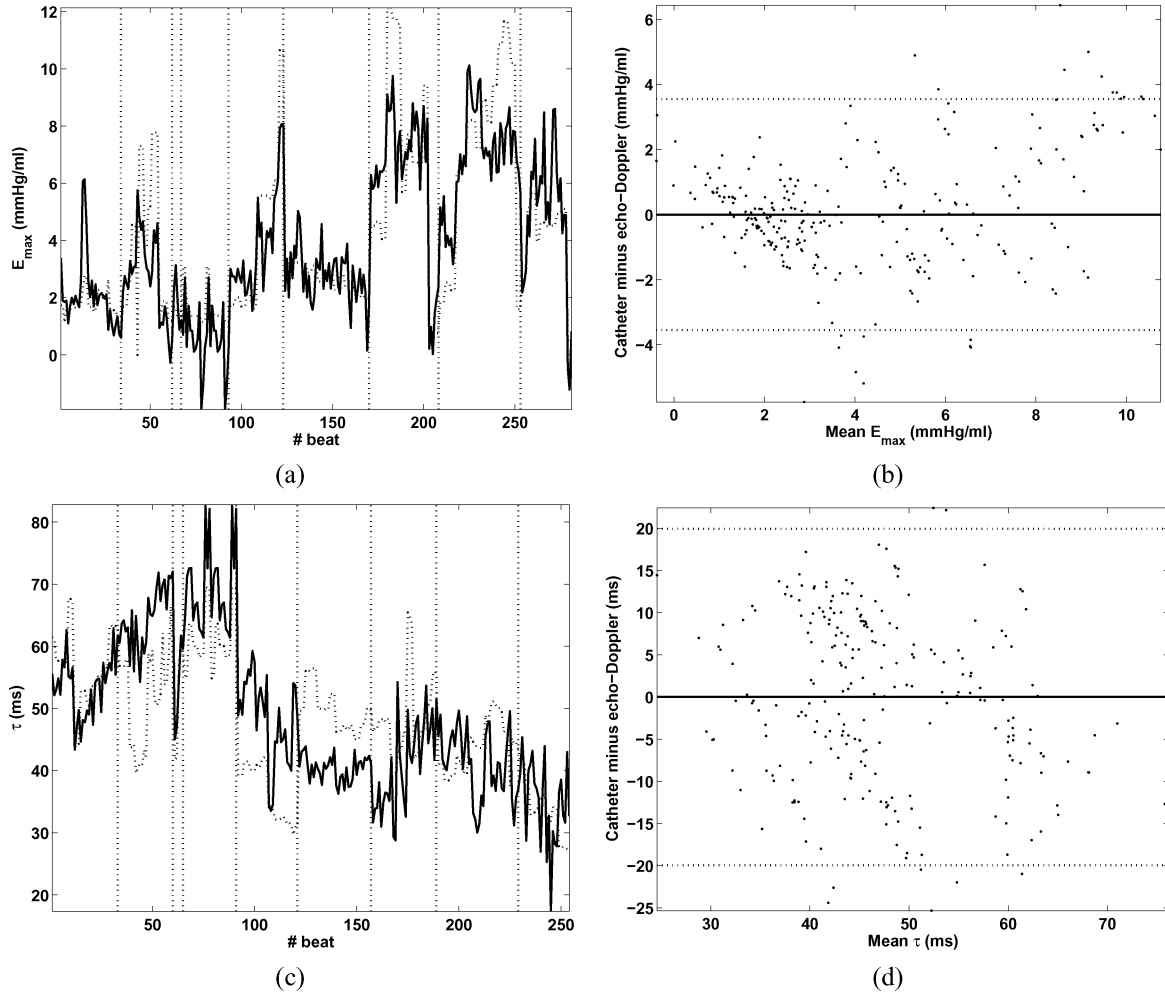 12
10
8
6
4
2
0
E_max (mmHg/ml)
50 100 150 200 250
# beat
(a)
6
4
2
0
−2
−4
Catheter minus echo−Doppler (mmHg/ml)
0 2 4 6 8 10
Mean E_max (mmHg/ml)
(b)
80
70
60
50
40
30
20
τ (ms)
50 100 150 200 250
# beat
(c)
20
15
10
5
0
−5
−10
−15
−20
−25
Catheter minus echo−Doppler (ms)
30 40 50 60 70
Mean τ (ms)
(d)